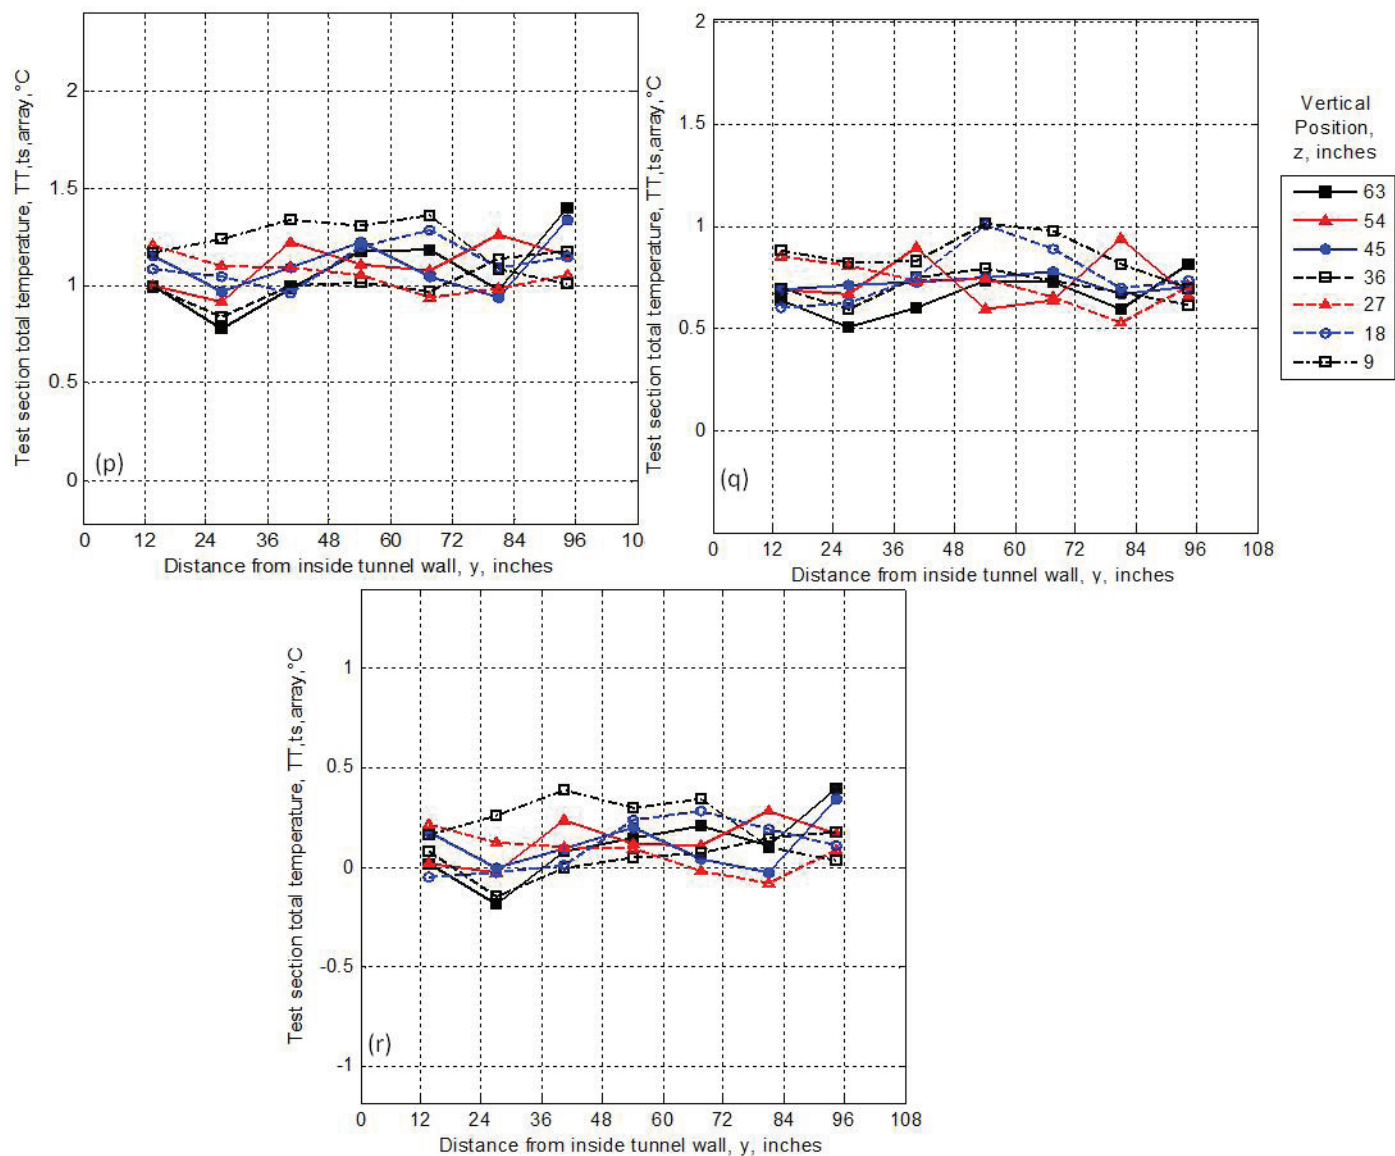 Test section total temperature, TT,ts,array,°C
2
1.5
1
0.5
0
(p)
0 12 24 36 48 60 72 84 96 10
Distance from inside tunnel wall, y, inches
Test section total temperature, TT,ts,array,°C
2
1.5
1
0.5
0
(q)
0 12 24 36 48 60 72 84 96 108
Distance from inside tunnel wall, y, inches
Vertical
Position,
z, inches
63
54
45
36
27
18
9
Test section total temperature, TT,ts,array,°C
1
0.5
0
-0.5
-1
(r)
0 12 24 36 48 60 72 84 96 108
Distance from inside tunnel wall, y, inches